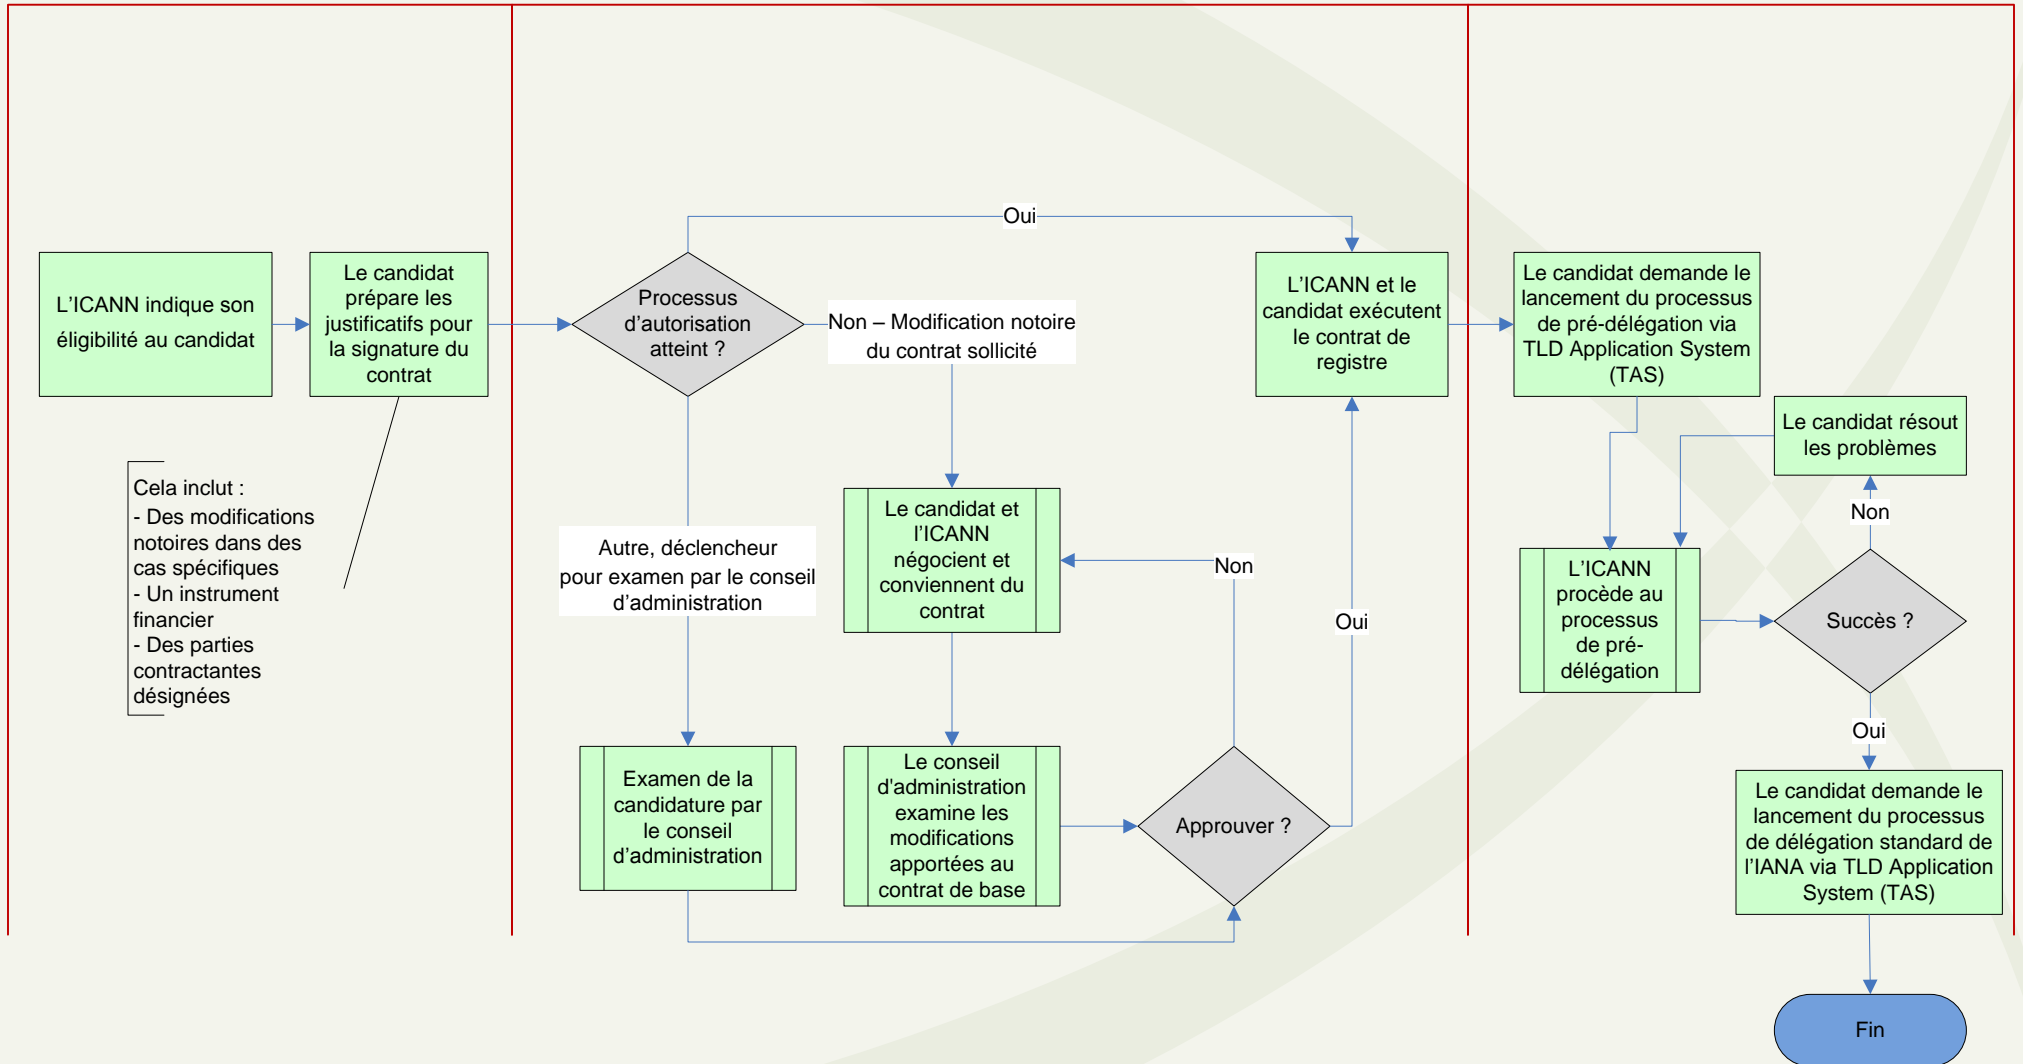 L'ICANN indique son
éligibilité au candidat
Le candidat
prépare les
justificatifs pour
la signature du
contrat
Cela inclut :
- Des modifications
notoires dans des
cas spécifiques
- Un instrument
financier
- Des parties
contractantes
désignées
Processus
d’autorisation
atteint ?
Oui
Non – Modification notoire
du contrat sollicité
Autre, déclencheur
pour examen par le conseil
d’administration
Examen de la
candidature par
le conseil
d’administration
Le candidat et
l’ICANN
négocient et
conviennent du
contrat
Le conseil
d'administration
examine les
modifications
apportées au
contrat de base
Approuver ?
Non
Oui
L’ICANN et le
candidat exécutent
le contrat de
registre
Le candidat demande le
lancement du processus
de pré-délégation via
TLD Application System
(TAS)
Le candidat résout
les problèmes
Non
L’ICANN
procède au
processus
de pré-
délégation
Succès ?
Oui
Le candidat demande le
lancement du processus
de délégation standard de
l’IANA via TLD Application
System (TAS)
Fin